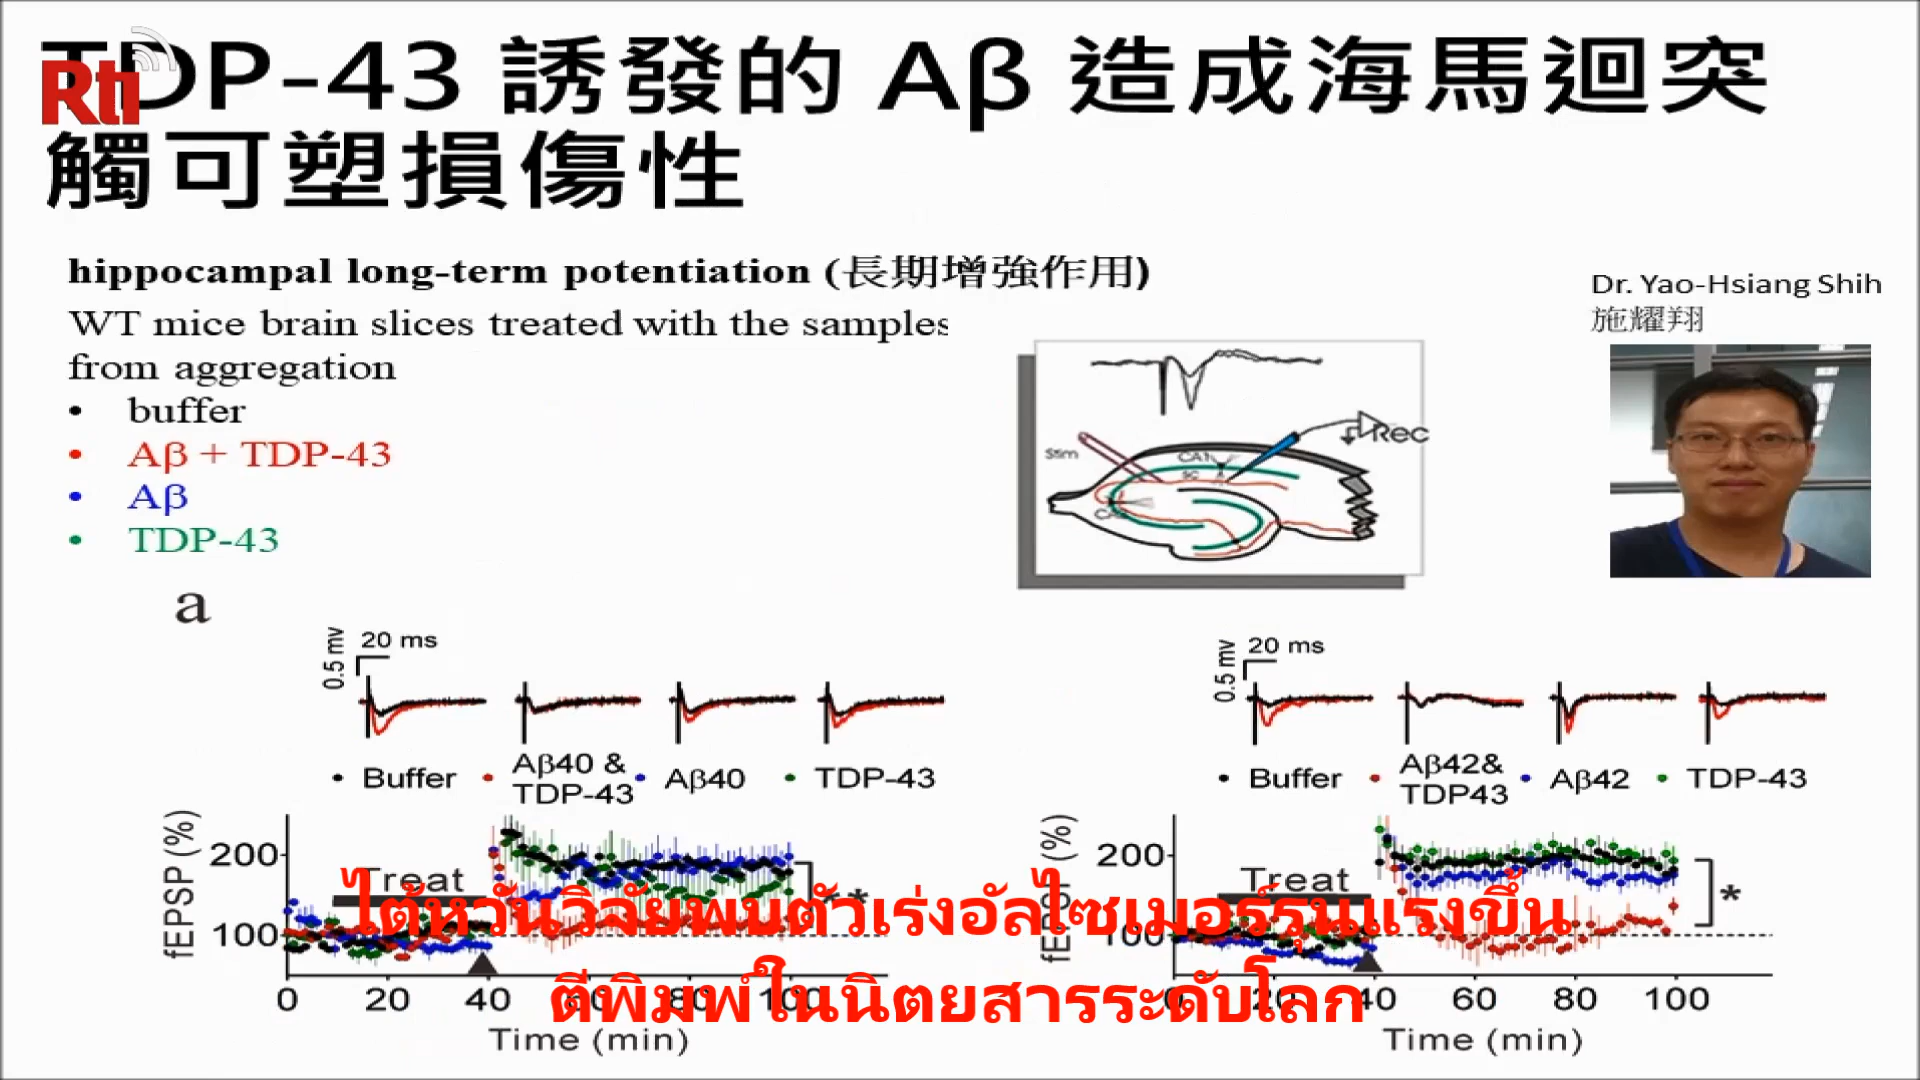 Rti
TDP-43 誘發的 Aβ 造成海馬迴突
觸可塑損傷性
hippocampal long-term potentiation (長期增強作用)
WT mice brain slices treated with the samples
from aggregation
• buffer
• Aβ + TDP-43
• Aβ
• TDP-43
Dr. Yao-Hsiang Shih
施耀翔
Stim
CA1
sc
Rec
a
0.5 mv
20 ms
Buffer
Aβ40 &
TDP-43
Aβ40
TDP-43
fEPSP (%)
200
100
Treat
*
0 20 40 60 80 100
Time (min)
0.5 mv
20 ms
Buffer
Aβ42&
TDP43
Aβ42
TDP-43
fEPSP (%)
200
100
Treat
*
0 20 40 60 80 100
Time (min)
ไต้หวันวิจัยพบตัวเร่งอัลไซเมอร์รุนแรงขึ้น
ตีพิมพ์ในนิตยสารระดับโลก